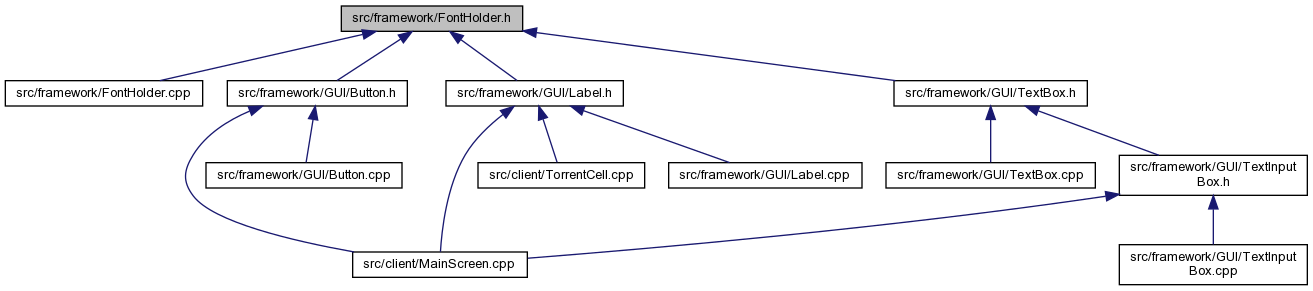 src/framework/FontHolder.h
src/framework/FontHolder.cpp
src/framework/GUI/Button.h
src/framework/GUI/Label.h
src/framework/GUI/TextBox.h
src/framework/GUI/Button.cpp
src/client/TorrentCell.cpp
src/framework/GUI/Label.cpp
src/framework/GUI/TextBox.cpp
src/framework/GUI/TextInput
Box.h
src/client/MainScreen.cpp
src/framework/GUI/TextInput
Box.cpp